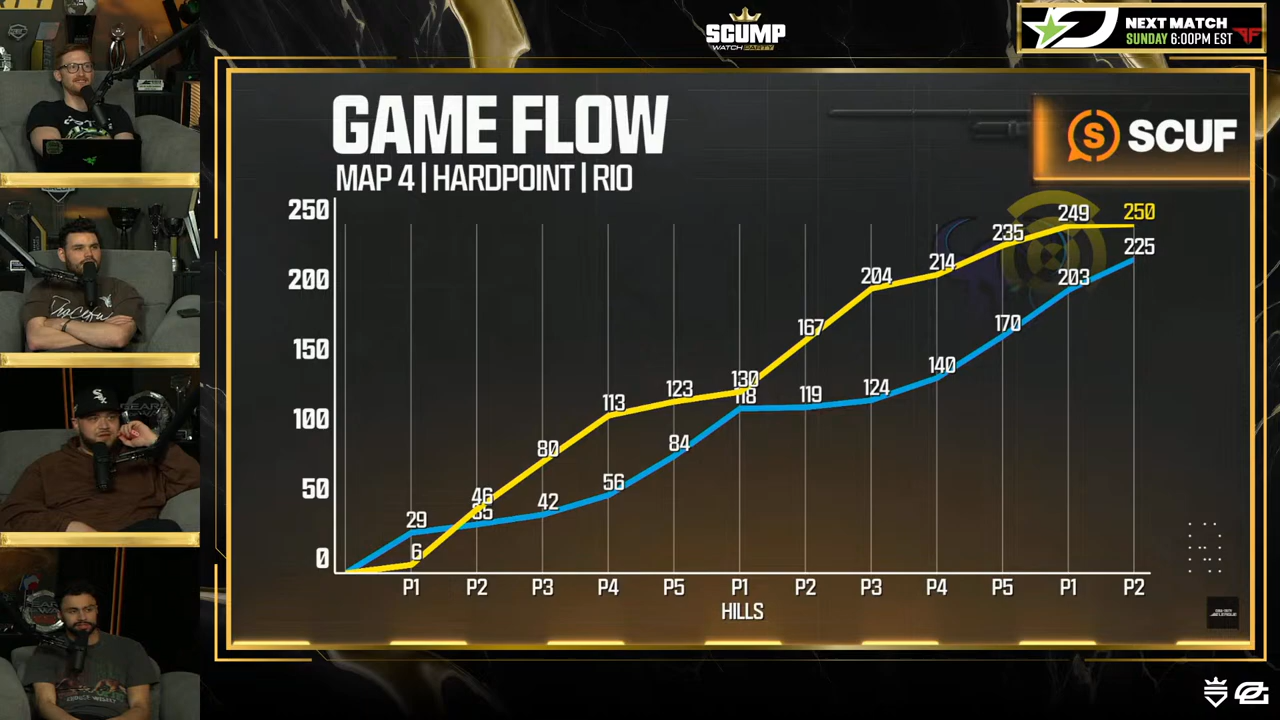 SCUMP
WATCH PARTY
NEXT MATCH
SUNDAY 6:00PM EST
GAME FLOW
MAP 4 | HARDPOINT | RIO
S SCUF
250
200
150
100
50
0
29 35 42 56 84 118 119 124 140 170 203 225
6 46 80 113 123 130 167 204 214 235 249 250
P1 P2 P3 P4 P5 P1 P2 P3 P4 P5 P1 P2
HILLS